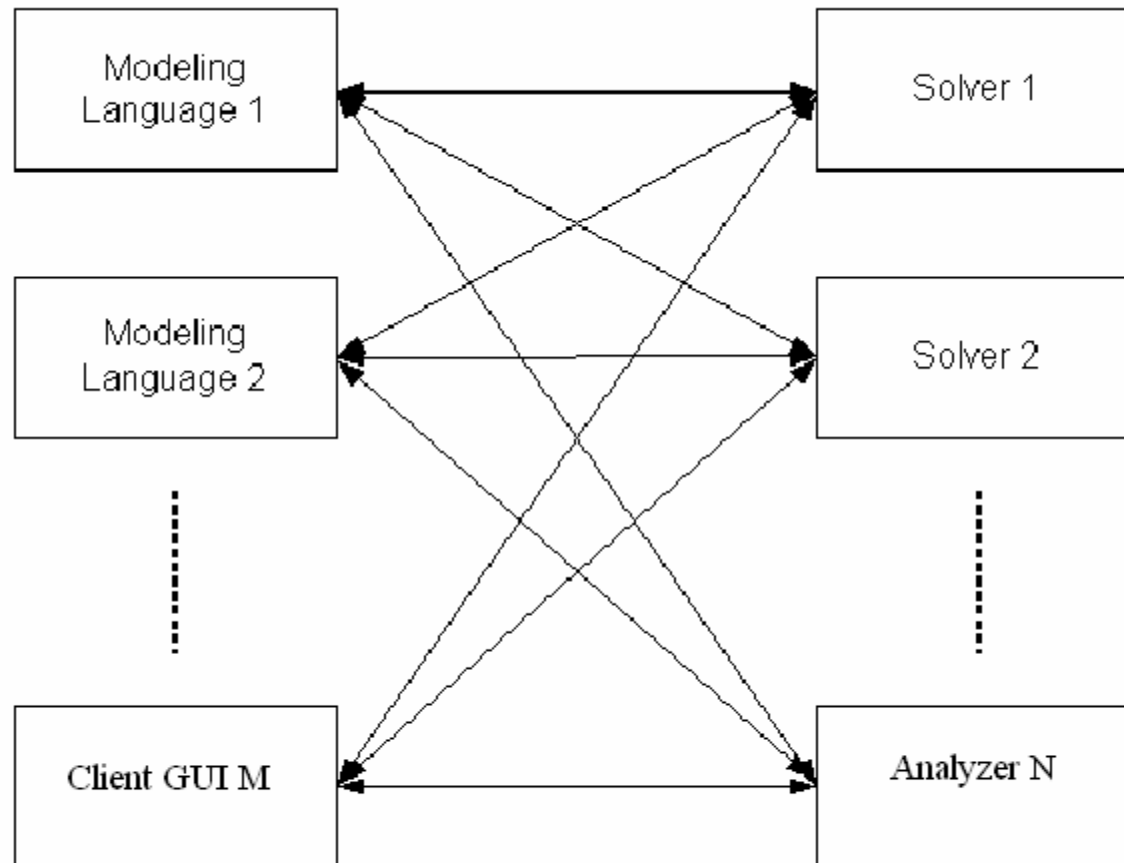 Modeling
Language 1
Solver 1
Modeling
Language 2
Solver 2
Client GUI M
Analyzer N